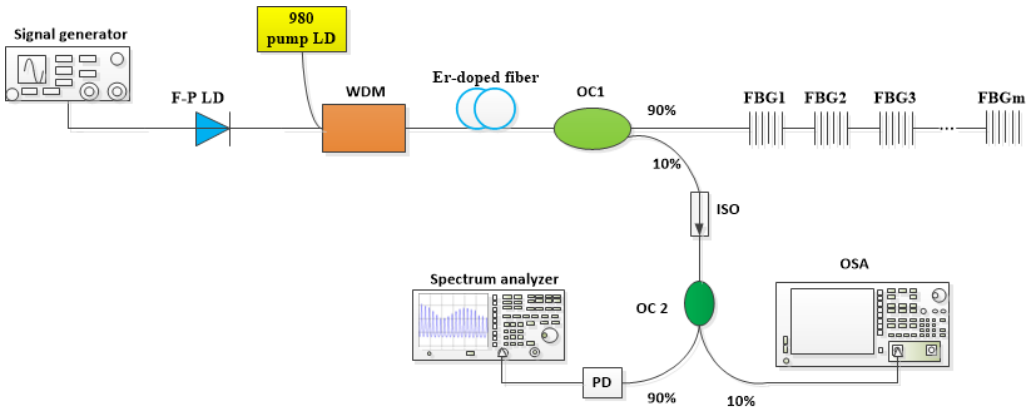 Signal generator
980
pump LD
F-P LD
WDM
Er-doped fiber
OC1
90%
10%
FBG1
FBG2
FBG3
...
FBGm
ISO
Spectrum analyzer
OC 2
OSA
PD
90%
10%